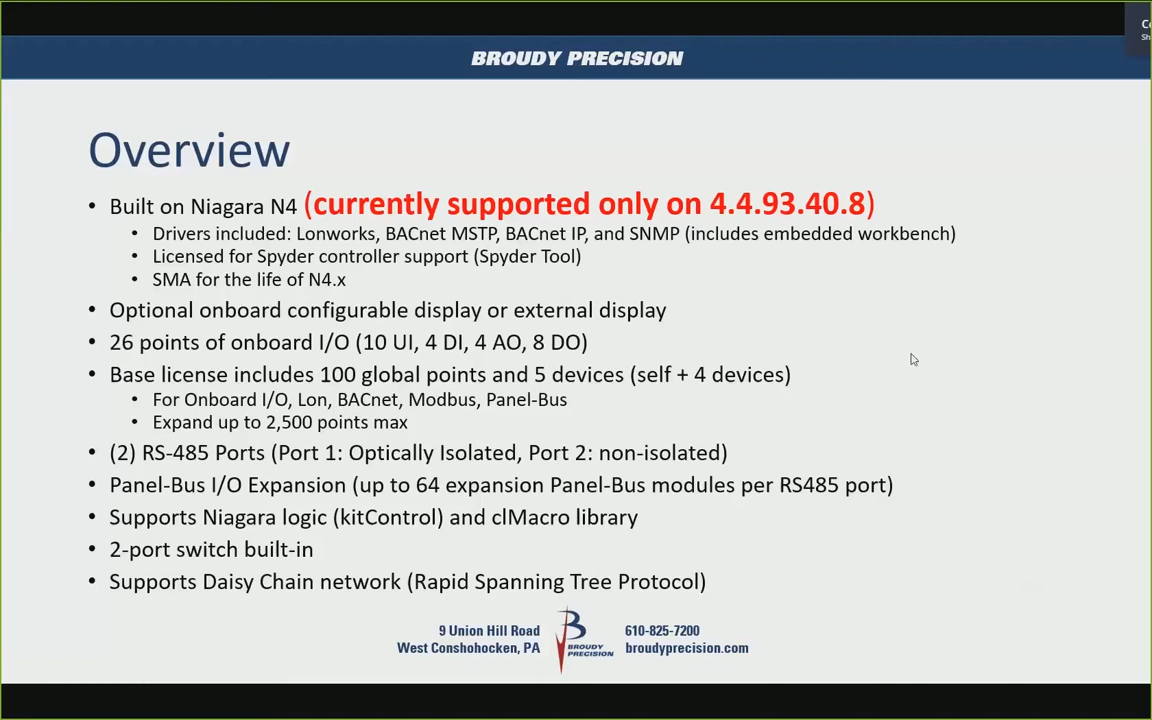 BROUDY PRECISION
Overview
• Built on Niagara N4 (currently supported only on 4.4.93.40.8)
• Drivers included: Lonworks, BACnet MSTP, BACnet IP, and SNMP (includes embedded workbench)
• Licensed for Spyder controller support (Spyder Tool)
• SMA for the life of N4.x
• Optional onboard configurable display or external display
• 26 points of onboard I/O (10 UI, 4 DI, 4 AO, 8 DO)
• Base license includes 100 global points and 5 devices (self + 4 devices)
• For Onboard I/O, Lon, BACnet, Modbus, Panel-Bus
• Expand up to 2,500 points max
• (2) RS-485 Ports (Port 1: Optically Isolated, Port 2: non-isolated)
• Panel-Bus I/O Expansion (up to 64 expansion Panel-Bus modules per RS485 port)
• Supports Niagara logic (kitControl) and clMacro library
• 2-port switch built-in
• Supports Daisy Chain network (Rapid Spanning Tree Protocol)
9 Union Hill Road
West Conshohocken, PA
B
BROUDY
PRECISION
610-825-7200
broudyprecision.com